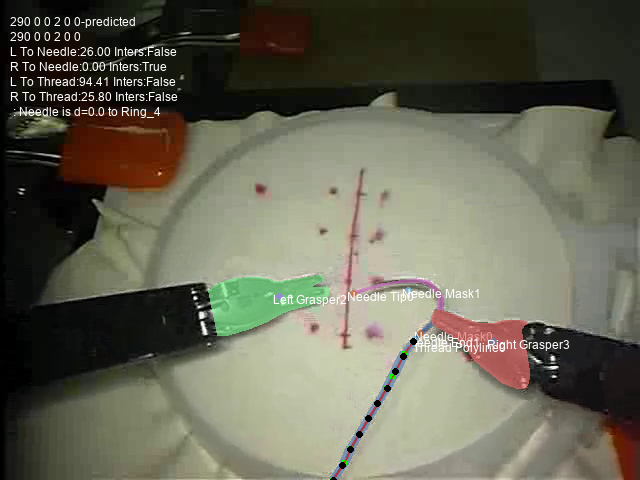 290 0 0 2 0 0-predicted
290 0 0 2 0 0
L To Needle:26.00 Inters:False
R To Needle:0.00 Inters:True
L To Thread:94.41 Inters:False
R To Thread:25.80 Inters:False
: Needle is d=0.0 to Ring_4
Left Grasper2
Needle Tip0
Needle Mask1
Needle Mask0
Needle End1
Right Grasper3
Thread Polyline0